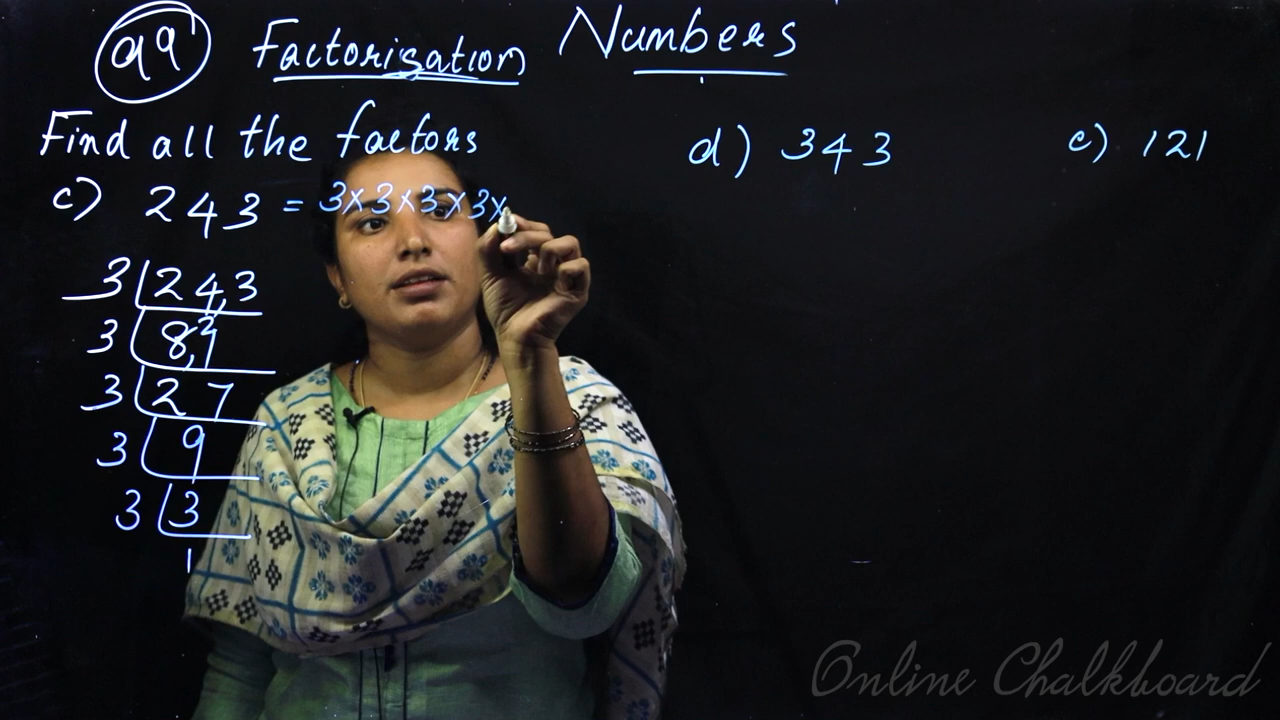 Q9 Factorisation Numbers
Find all the factors
c) 243 = 3×3×3×3×
3 243
3 81
3 27
3 9
3 3
1
d) 343
e) 121
Online Chalkboard